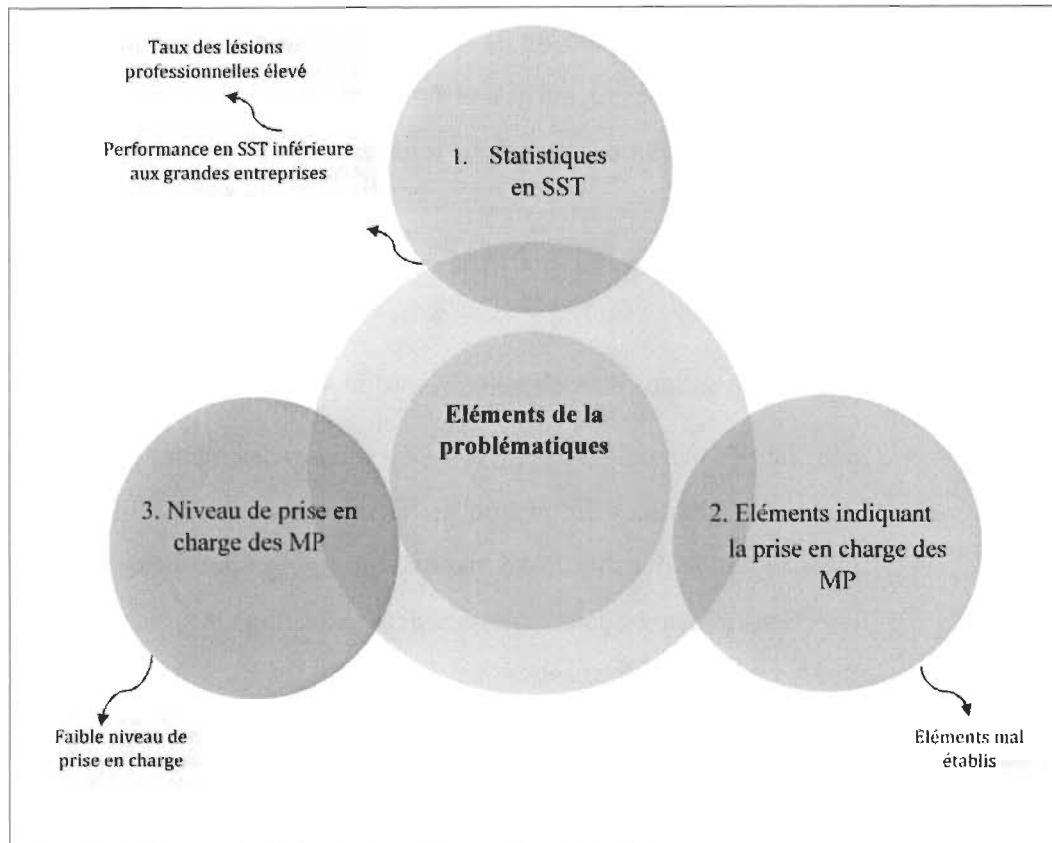 Taux des lésions
professionnelles élevé
Performance en SST inférieure
aux grandes entreprises
1. Statistiques
en SST
Eléments de la
problématiques
3. Niveau de prise en
charge des MP
2. Eléments indiquant
la prise en charge des
MP
Faible niveau de
prise en charge
Eléments mal
établis